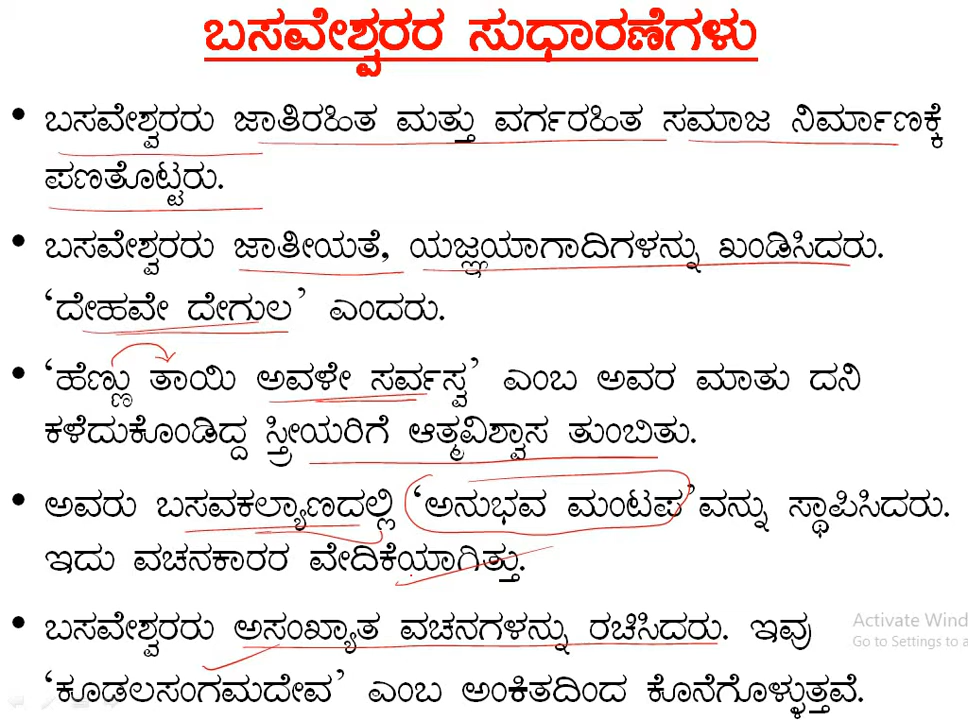 ಬಸವೇಶ್ವರರ ಸುಧಾರಣೆಗಳು
• ಬಸವೇಶ್ವರರು ಜಾತಿರಹಿತ ಮತ್ತು ವರ್ಗರಹಿತ ಸಮಾಜ ನಿರ್ಮಾಣಕ್ಕೆ
ಪಣತೊಟ್ಟರು.
• ಬಸವೇಶ್ವರರು ಜಾತೀಯತೆ, ಯಜ್ಞಯಾಗಾದಿಗಳನ್ನು ಖಂಡಿಸಿದರು.
‘ದೇಹವೇ ದೇಗುಲ’ ಎಂದರು.
• ‘ಹೆಣ್ಣು ತಾಯಿ ಅವಳೇ ಸರ್ವಸ್ವ’ ಎಂಬ ಅವರ ಮಾತು ದನಿ
ಕಳೆದುಕೊಂಡಿದ್ದ ಸ್ತ್ರೀಯರಿಗೆ ಆತ್ಮವಿಶ್ವಾಸ ತುಂಬಿತು.
• ಅವರು ಬಸವಕಲ್ಯಾಣದಲ್ಲಿ ‘ಅನುಭವ ಮಂಟಪ’ವನ್ನು ಸ್ಥಾಪಿಸಿದರು.
ಇದು ವಚನಕಾರರ ವೇದಿಕೆಯಾಗಿತ್ತು.
• ಬಸವೇಶ್ವರರು ಅಸಂಖ್ಯಾತ ವಚನಗಳನ್ನು ರಚಿಸಿದರು. ಇವು
‘ಕೂಡಲಸಂಗಮದೇವ’ ಎಂಬ ಅಂಕಿತದಿಂದ ಕೊನೆಗೊಳ್ಳುತ್ತವೆ.
Activate Wind
Go to Settings to a